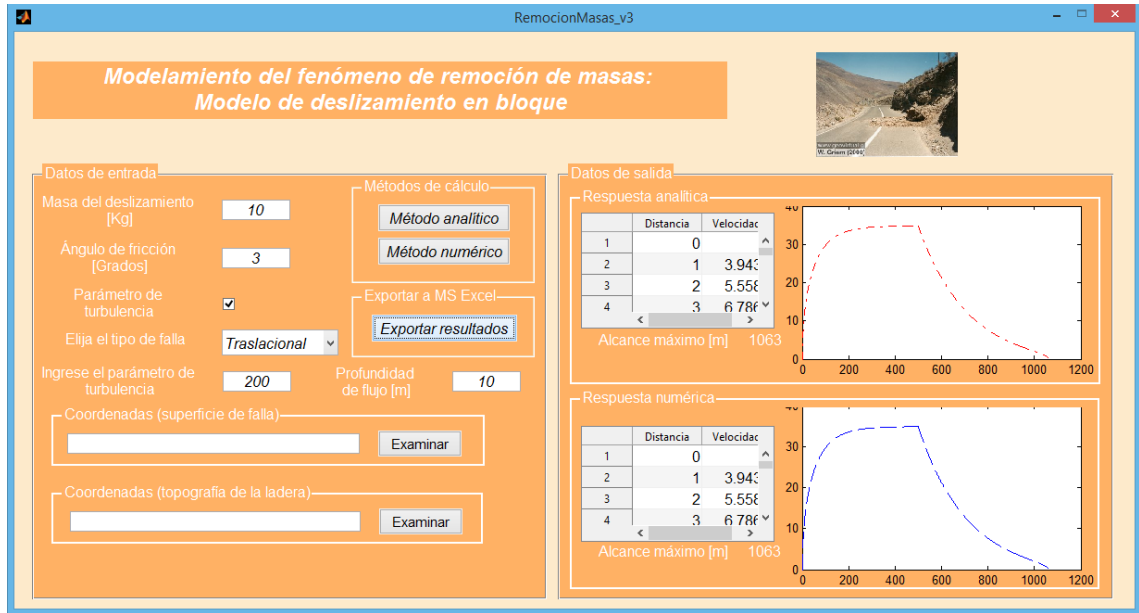 RemocionMasas_v3
Modelamiento del fenómeno de remoción de masas:
Modelo de deslizamiento en bloque
W. Griem (2004)
Datos de entrada
Masa del deslizamiento
[Kg]
10
Ángulo de fricción
[Grados]
3
Parámetro de
turbulencia
Elija el tipo de falla
Traslacional
Ingrese el parámetro de
turbulencia
200
Profundidad
de flujo [m]
10
Métodos de cálculo
Método analítico
Método numérico
Exportar a MS Excel
Exportar resultados
Coordenadas (superficie de falla)
Examinar
Coordenadas (topografía de la ladera)
Examinar
Datos de salida
Respuesta analítica
Distancia Velocidad
1 0
2 1 3.943
3 2 5.558
4 3 6.786
Alcance máximo [m] 1063
40
30
20
10
0
0 200 400 600 800 1000 1200
Respuesta numérica
Distancia Velocidad
1 0
2 1 3.943
3 2 5.558
4 3 6.786
Alcance máximo [m] 1063
40
30
20
10
0
0 200 400 600 800 1000 1200